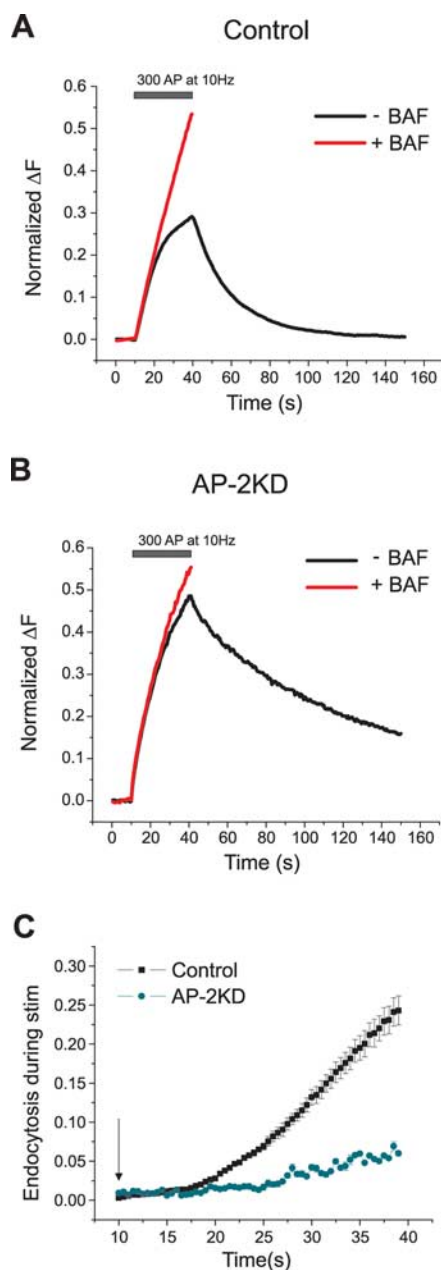 A
Control
300 AP at 10Hz
- BAF
+ BAF
0.6
0.5
0.4
0.3
0.2
0.1
0.0
Normalized ΔF
0 20 40 60 80 100 120 140 160
Time (s)
B
AP-2KD
300 AP at 10Hz
- BAF
+ BAF
0.6
0.5
0.4
0.3
0.2
0.1
0.0
Normalized ΔF
0 20 40 60 80 100 120 140 160
Time (s)
C
Control
AP-2KD
0.30
0.25
0.20
0.15
0.10
0.05
0.00
Endocytosis during stim
10 15 20 25 30 35 40
Time(s)